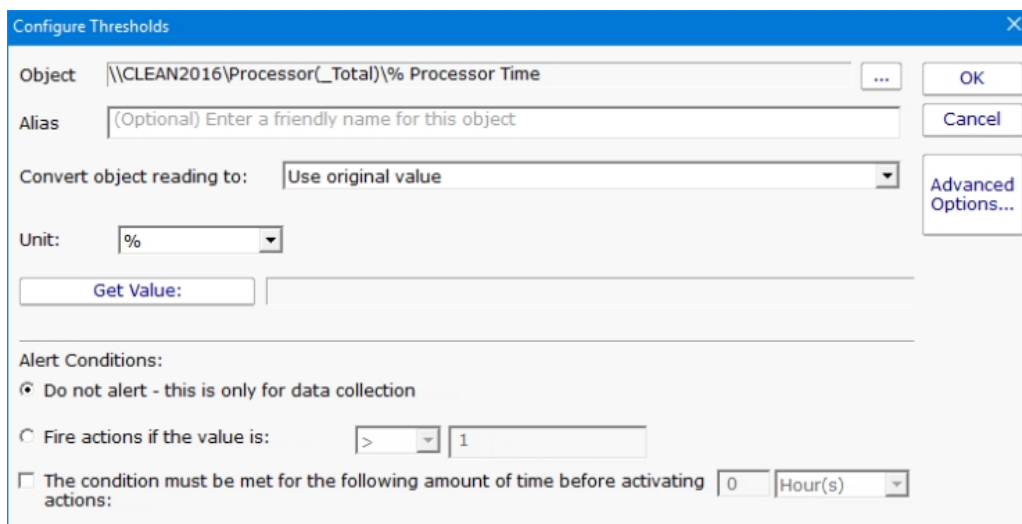 Configure Thresholds
Object \\CLEAN2016\Processor(_Total)\% Processor Time ... OK
Alias (Optional) Enter a friendly name for this object Cancel
Convert object reading to: Use original value
Advanced
Options...
Unit: %
Get Value:
Alert Conditions:
Do not alert - this is only for data collection
Fire actions if the value is: > 1
The condition must be met for the following amount of time before activating 0 Hour(s)
actions: